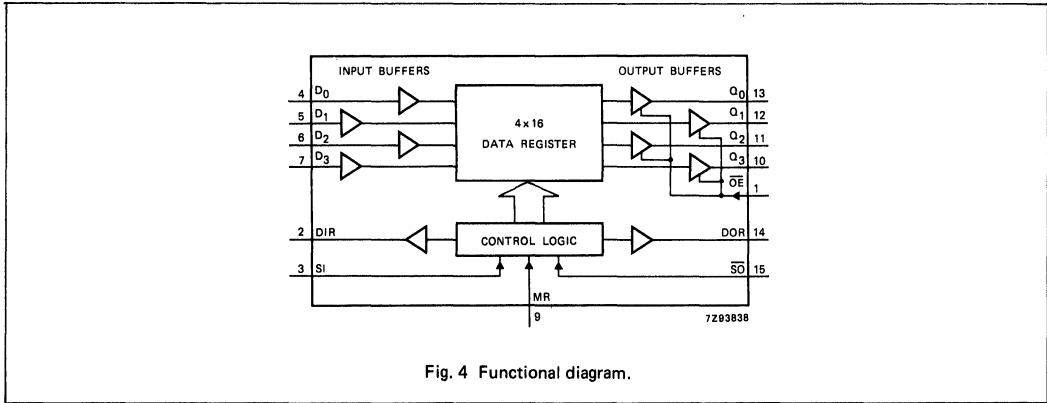 INPUT BUFFERS OUTPUT BUFFERS
4 D0 Q0 13
5 D1 4 x 16 Q1 12
6 D2 DATA REGISTER Q2 11
7 D3 Q3 10
O̅E̅ 1
2 DIR CONTROL LOGIC DOR 14
3 SI S̅O̅ 15
MR
9 7Z93838
Fig. 4 Functional diagram.